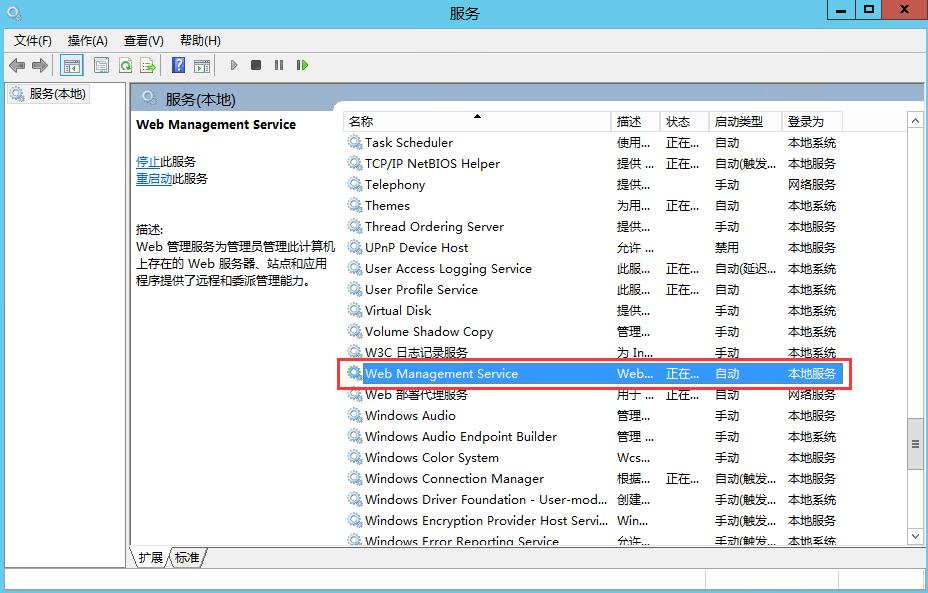 服务
文件(F) 操作(A) 查看(V) 帮助(H)
服务(本地)
服务(本地)
Web Management Service
停止此服务
重启动此服务
描述:
Web 管理服务为管理员管理此计算机
上存在的 Web 服务器、站点和应用
程序提供了远程和委派管理能力。
名称 描述 状态 启动类型 登录为
Task Scheduler 使用... 正在... 自动 本地系统
TCP/IP NetBIOS Helper 提供 ... 正在... 自动(触发... 本地服务
Telephony 提供... 手动 网络服务
Themes 为用... 正在... 自动 本地系统
Thread Ordering Server 提供... 手动 本地服务
UPnP Device Host 允许 ... 禁用 本地服务
User Access Logging Service 此服... 正在... 自动(延迟... 本地系统
User Profile Service 此服... 正在... 自动 本地系统
Virtual Disk 提供... 手动 本地系统
Volume Shadow Copy 管理... 手动 本地系统
W3C 日志记录服务 为 In... 手动 本地系统
Web Management Service Web... 正在... 自动 本地服务
Web 部署代理服务 用于 ... 正在... 自动 网络服务
Windows Audio 管理... 手动 本地服务
Windows Audio Endpoint Builder 管理 ... 手动 本地系统
Windows Color System Wcs... 手动 本地服务
Windows Connection Manager 根据... 正在... 自动(触发... 本地服务
Windows Driver Foundation - User-mod... 创建... 手动(触发... 本地系统
Windows Encryption Provider Host Servi... Win... 手动(触发... 本地服务
Windows Error Reporting Service 允许... 手动(触发... 本地系统
扩展 标准